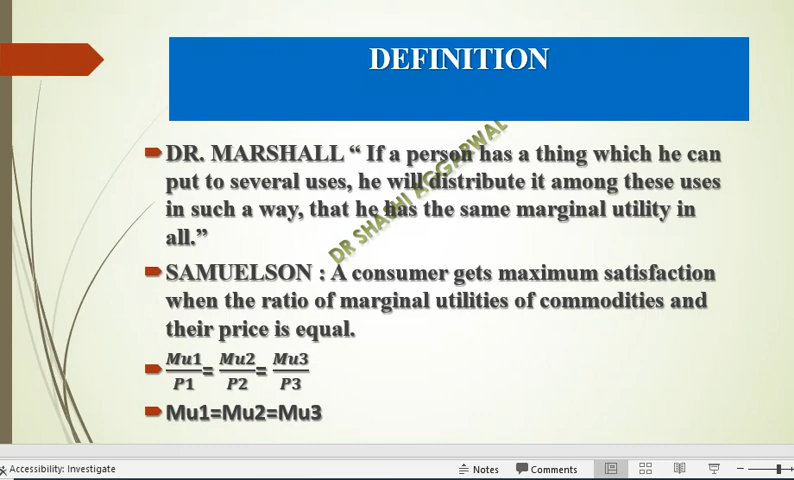 DEFINITION
DR. MARSHALL “ If a person has a thing which he can
put to several uses, he will distribute it among these uses
in such a way, that he has the same marginal utility in
all.”
SAMUELSON : A consumer gets maximum satisfaction
when the ratio of marginal utilities of commodities and
their price is equal.
Mu1/P1 = Mu2/P2 = Mu3/P3
Mu1=Mu2=Mu3
DR SHASHI AGGARWAL
Accessibility: Investigate
Notes
Comments